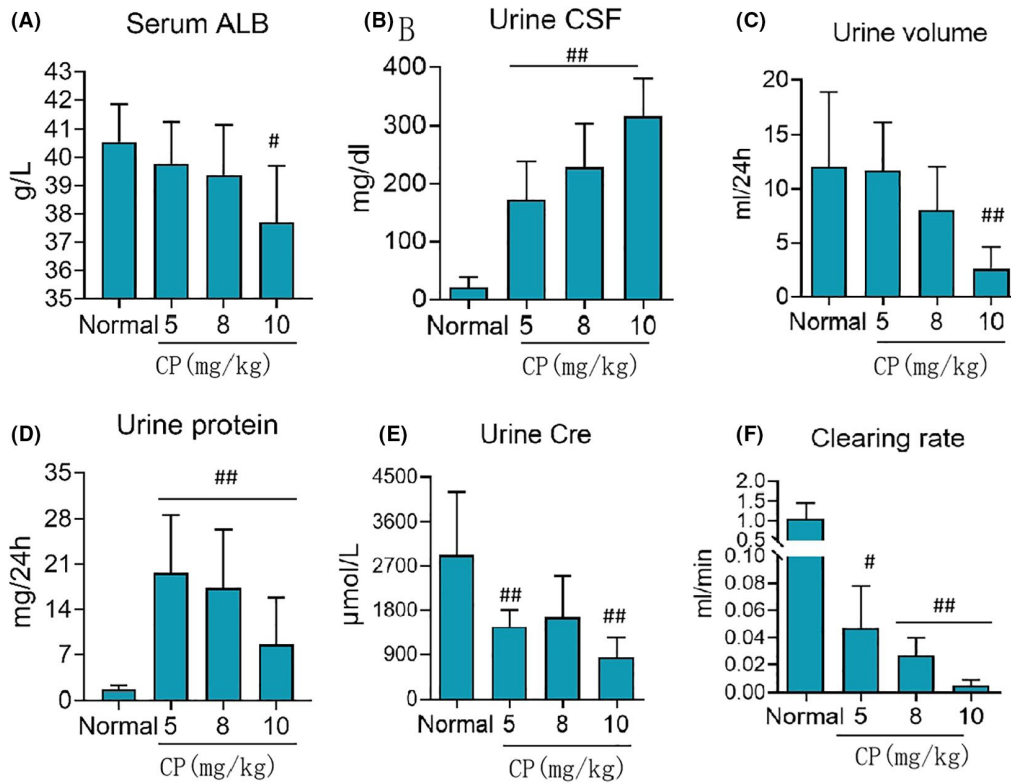 (A)
Serum ALB
g/L
43
42
41
40
39
38
37
36
35
#
Normal 5 8 10
CP(mg/kg)
(B) B
Urine CSF
mg/dl
400
300
200
100
0
##
Normal 5 8 10
CP(mg/kg)
(C)
Urine volume
ml/24h
20
15
10
5
0
##
Normal 5 8 10
CP(mg/kg)
(D)
Urine protein
mg/24h
35
28
21
14
7
0
##
Normal 5 8 10
CP(mg/kg)
(E)
Urine Cre
µmol/L
4500
3600
2700
1800
900
0
##
##
Normal 5 8 10
CP(mg/kg)
(F)
Clearing rate
ml/min
2.0
1.5
1.0
0.5
0.10
0.08
0.06
0.04
0.02
0.00
#
##
Normal 5 8 10
CP(mg/kg)